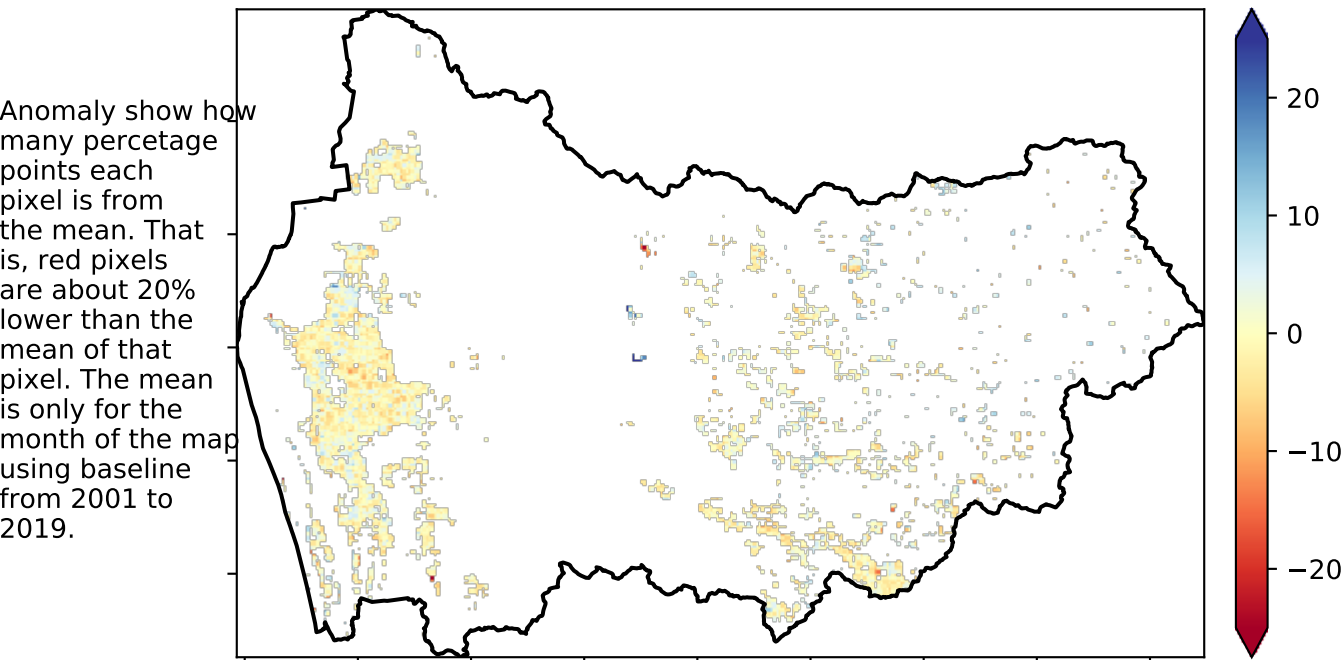 Anomaly show how
many percetage
points each
pixel is from
the mean. That
is, red pixels
are about 20%
lower than the
mean of that
pixel. The mean
is only for the
month of the map
using baseline
from 2001 to
2019.
20
10
0
−10
−20